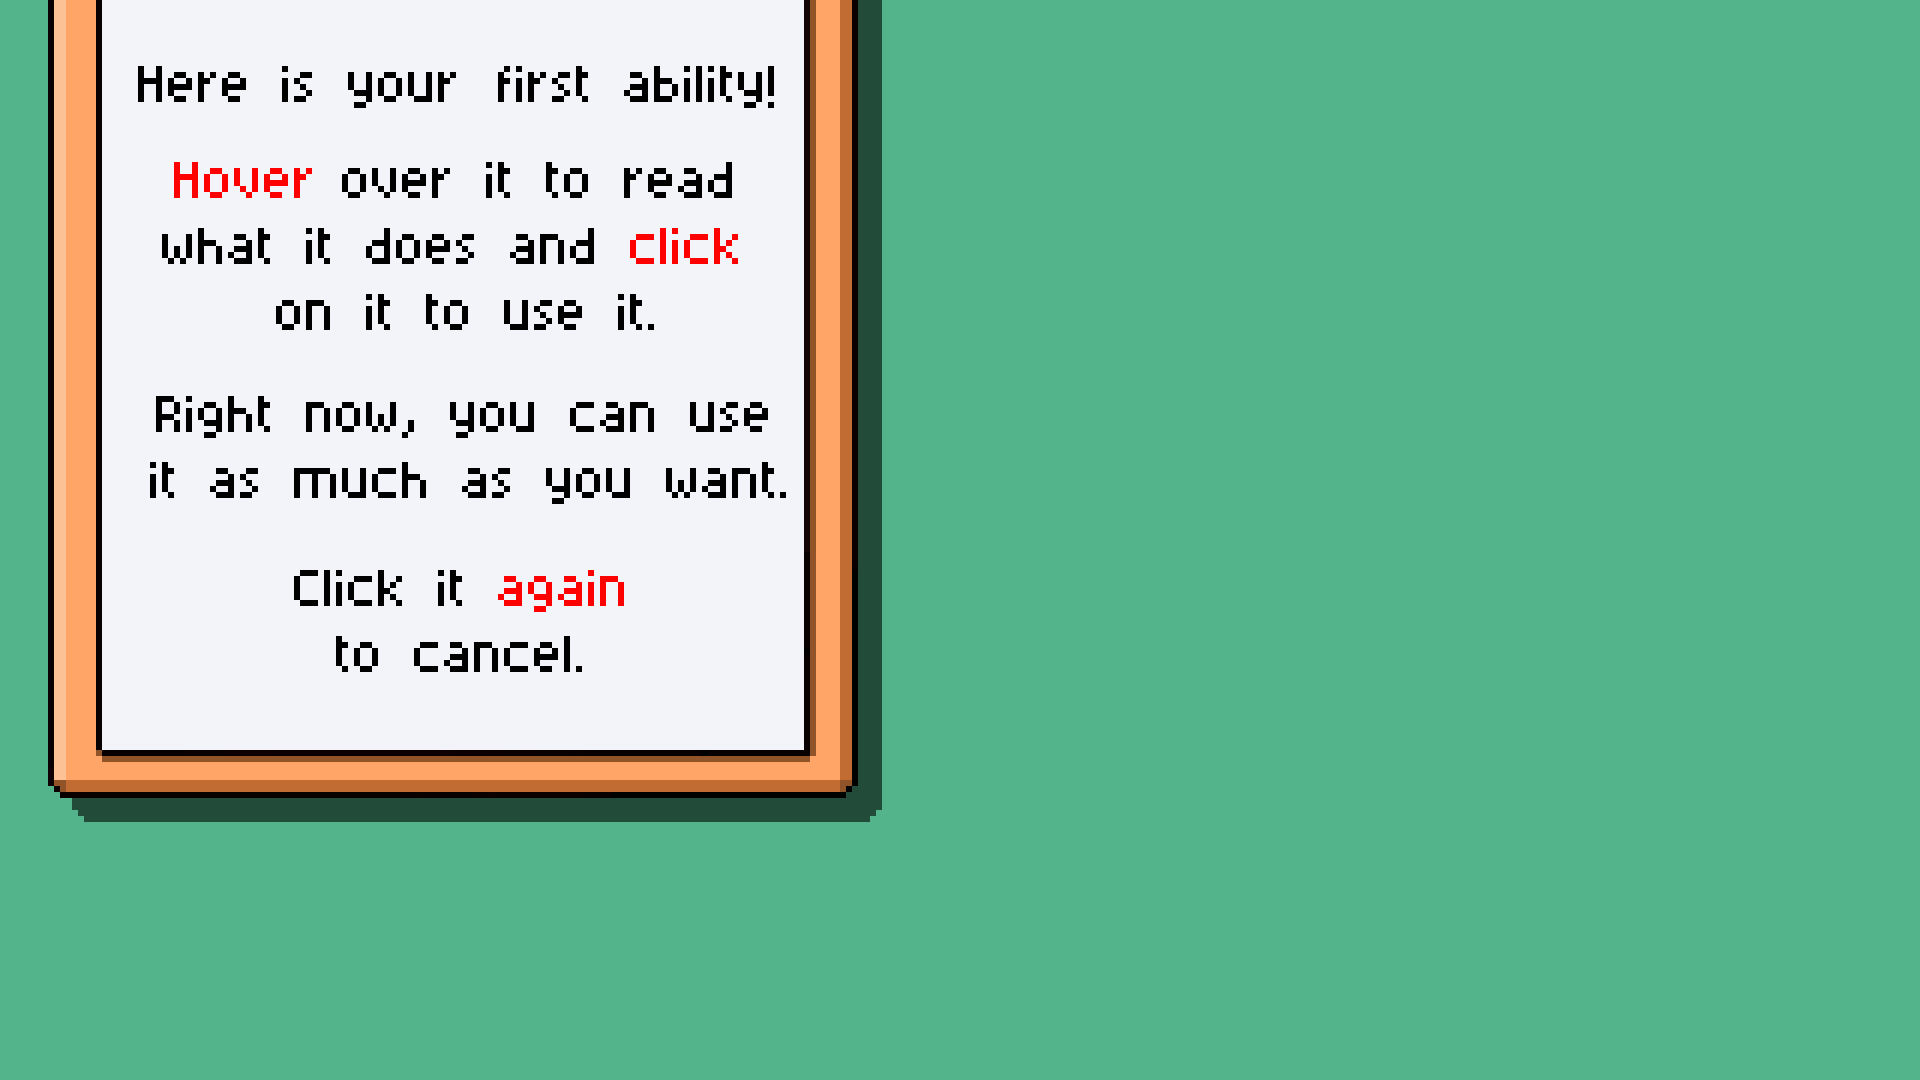 Here is your first ability!
Hover over it to read
what it does and click
on it to use it.
Right now, you can use
it as much as you want.
Click it again
to cancel.